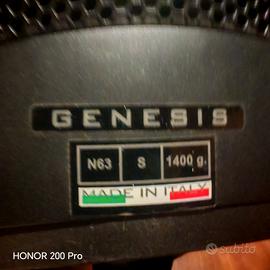 GENESIS
N63 S 1400 g.
MADE IN ITALY
HONOR 200 Pro
subito